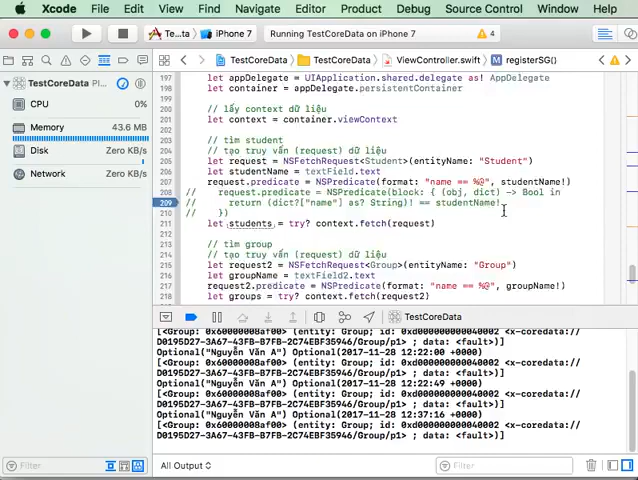 Xcode File Edit View Find Navigate Editor Product Debug Source Control Window Help
TestCo…ta iPhone 7
Running TestCoreData on iPhone 7
4
TestCoreData TestCoreData ViewController.swift registerSG()
TestCoreData P…
CPU 0%
Memory 43.6 MB
Disk Zero KB/s
Network Zero KB/s
197 let appDelegate = UIApplication.shared.delegate as! AppDelegate
198 let container = appDelegate.persistentContainer
199
200 // lấy context dữ liệu
201 let context = container.viewContext
202
203 // tìm student
204 // tạo truy vấn (request) dữ liệu
205 let request = NSFetchRequest<Student>(entityName: "Student")
206 let studentName = textField.text
207 request.predicate = NSPredicate(format: "name == %@", studentName!)
208 // request.predicate = NSPredicate(block: { (obj, dict) -> Bool in
209 // return (dict?["name"] as? String)! == studentName!
210 // })
211 let students = try? context.fetch(request)
212
213 // tìm group
214 // tạo truy vấn (request) dữ liệu
215 let request2 = NSFetchRequest<Group>(entityName: "Group")
216 let groupName = textField2.text
217 request2.predicate = NSPredicate(format: "name == %@", groupName!)
218 let groups = try? context.fetch(request2)
TestCoreData
[<Group: 0x60000008af00> (entity: Group; id: 0xd000000000040002 <x-coredata://
D0195D27-3A67-43FB-B7FB-2C74EBF35946/Group/p1> ; data: <fault>)]
Optional("Nguyễn Văn A") Optional(2017-11-28 12:22:00 +0000)
[<Group: 0x60000008af00> (entity: Group; id: 0xd000000000040002 <x-coredata://
D0195D27-3A67-43FB-B7FB-2C74EBF35946/Group/p1> ; data: <fault>)]
Optional("Nguyễn Văn A") Optional(2017-11-28 12:22:49 +0000)
[<Group: 0x60000008af00> (entity: Group; id: 0xd000000000040002 <x-coredata://
D0195D27-3A67-43FB-B7FB-2C74EBF35946/Group/p1> ; data: <fault>)]
Optional("Nguyễn Văn A") Optional(2017-11-28 12:37:16 +0000)
[<Group: 0x60000008af00> (entity: Group; id: 0xd000000000040002 <x-coredata://
D0195D27-3A67-43FB-B7FB-2C74EBF35946/Group/p1> ; data: <fault>)]
Filter
All Output
Filter